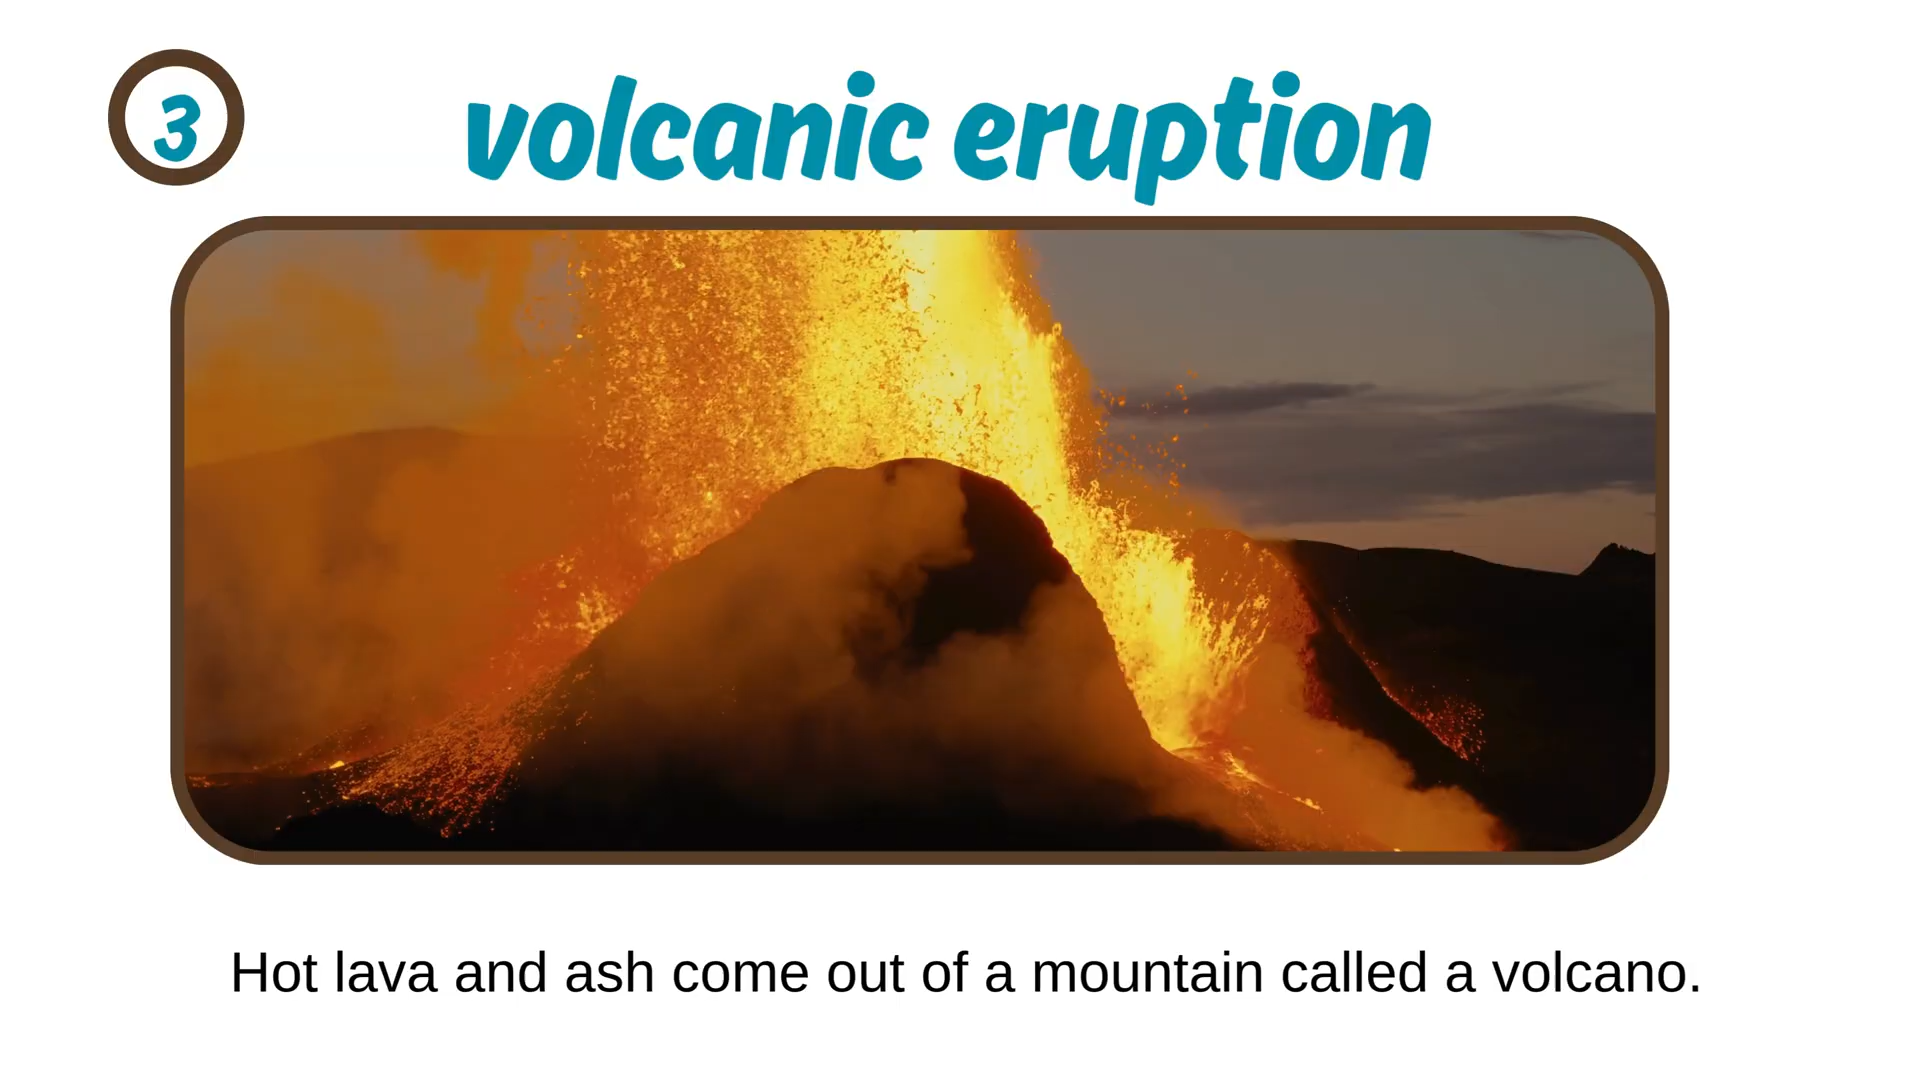 3
volcanic eruption
Hot lava and ash come out of a mountain called a volcano.